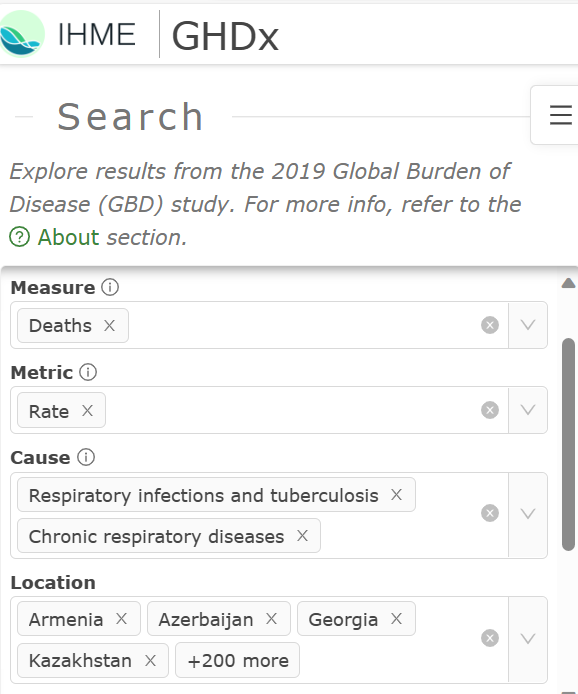 IHME GHDx
Search
Explore results from the 2019 Global Burden of
Disease (GBD) study. For more info, refer to the
? About section.
Measure i
Deaths X
Metric i
Rate X
Cause i
Respiratory infections and tuberculosis X
Chronic respiratory diseases X
Location
Armenia X Azerbaijan X Georgia X
Kazakhstan X +200 more